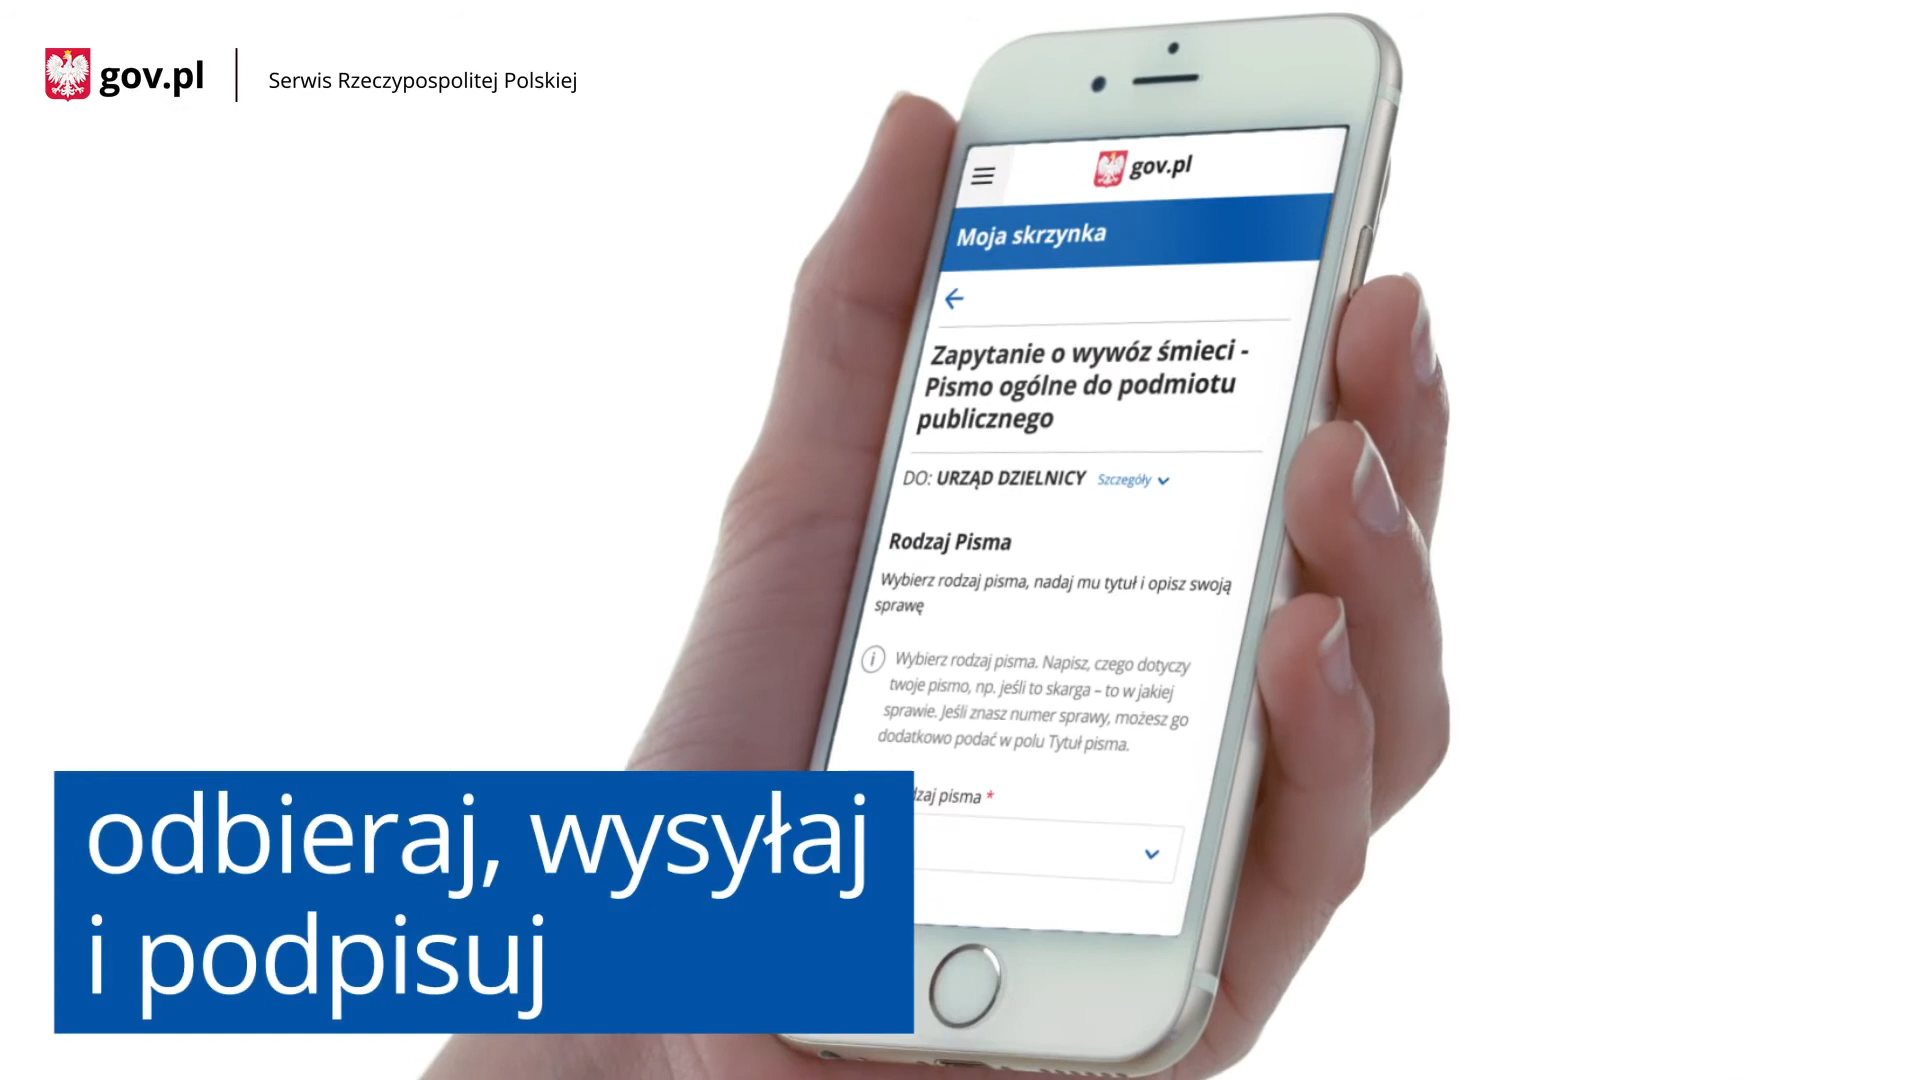 gov.pl
Serwis Rzeczypospolitej Polskiej
gov.pl
Moja skrzynka
Zapytanie o wywóz śmieci -
Pismo ogólne do podmiotu
publicznego
DO: URZĄD DZIELNICY Szczegóły
Rodzaj Pisma
Wybierz rodzaj pisma, nadaj mu tytuł i opisz swoją
sprawę
Wybierz rodzaj pisma. Napisz, czego dotyczy
twoje pismo, np. jeśli to skarga – to w jakiej
sprawie. Jeśli znasz numer sprawy, możesz go
dodatkowo podać w polu Tytuł pisma.
pisma *
odbieraj, wysyłaj
i podpisuj